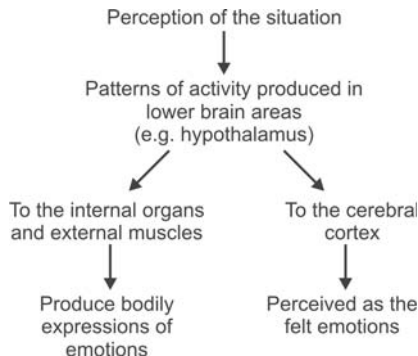 Perception of the situation
Patterns of activity produced in
lower brain areas
(e.g. hypothalamus)
To the internal organs
and external muscles
To the cerebral
cortex
Produce bodily
expressions of
emotions
Perceived as the
felt emotions